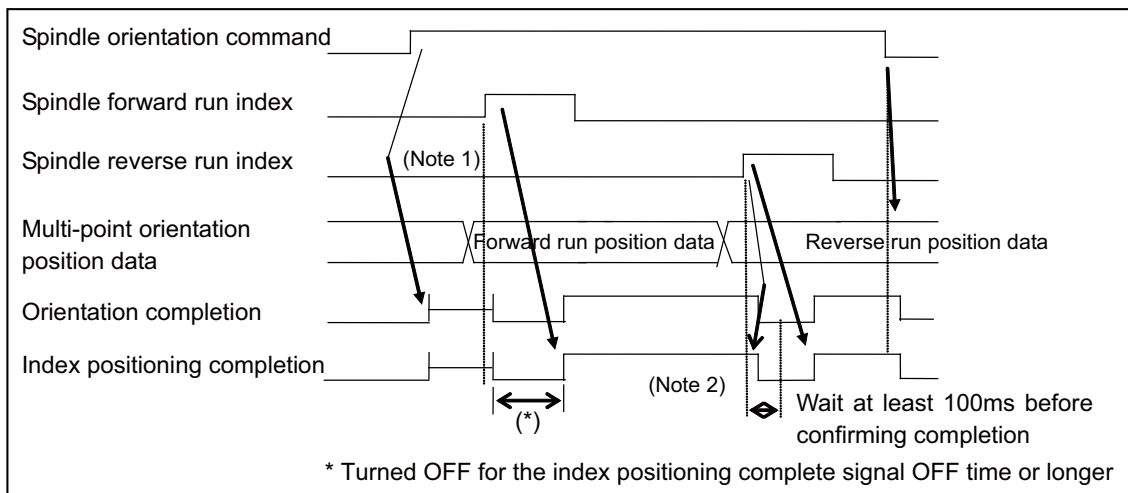 Spindle orientation command
Spindle forward run index
Spindle reverse run index
(Note 1)
Multi-point orientation
position data
Forward run position data
Reverse run position data
Orientation completion
Index positioning completion
(Note 2)
(*)
Wait at least 100ms before
confirming completion
* Turned OFF for the index positioning complete signal OFF time or longer